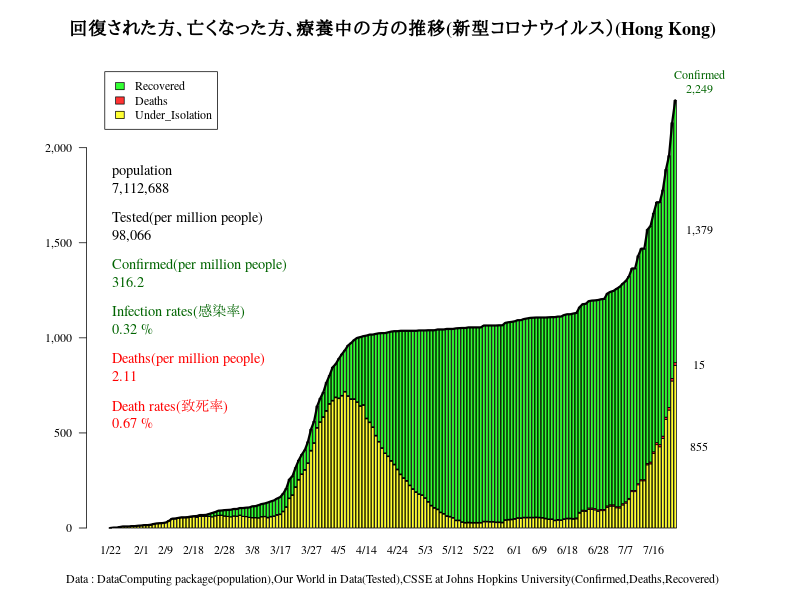 回復された方、亡くなった方、療養中の方の推移(新型コロナウイルス)(Hong Kong)
Confirmed
2,249
Recovered
Deaths
Under_Isolation
2,000
1,500
1,000
500
0
population
7,112,688
Tested(per million people)
98,066
Confirmed(per million people)
316.2
Infection rates(感染率)
0.32 %
Deaths(per million people)
2.11
Death rates(致死率)
0.67 %
1,379
15
855
1/22 2/1 2/9 2/18 2/28 3/8 3/17 3/27 4/5 4/14 4/24 5/3 5/12 5/22 6/1 6/9 6/18 6/28 7/7 7/16
Data : DataComputing package(population),Our World in Data(Tested),CSSE at Johns Hopkins University(Confirmed,Deaths,Recovered)